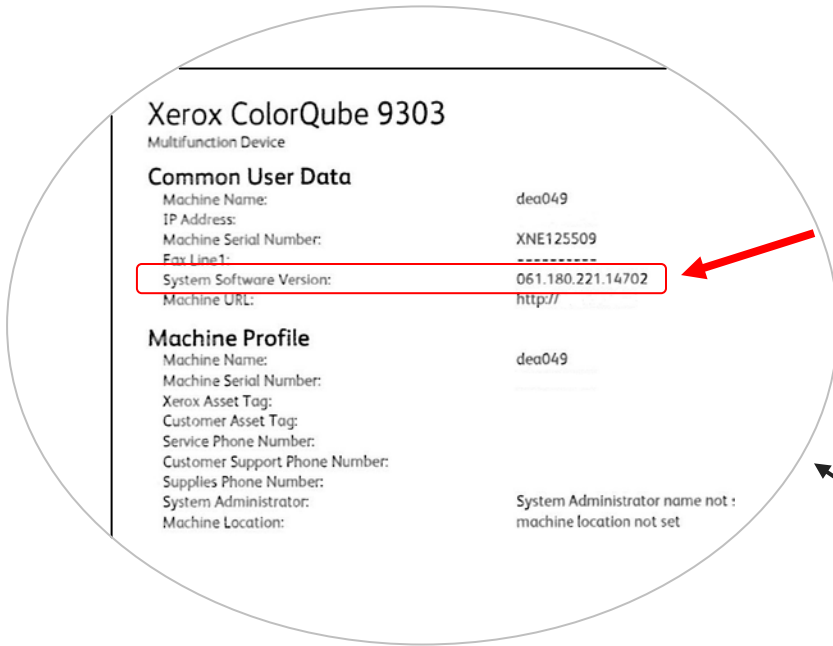 Xerox ColorQube 9303
Multifunction Device
Common User Data
Machine Name: dea049
IP Address:
Machine Serial Number: XNE125509
Fax Line1: ----------
System Software Version: 061.180.221.14702
Machine URL: http://
Machine Profile
Machine Name: dea049
Machine Serial Number:
Xerox Asset Tag:
Customer Asset Tag:
Service Phone Number:
Customer Support Phone Number:
Supplies Phone Number:
System Administrator: System Administrator name not
Machine Location: machine location not set